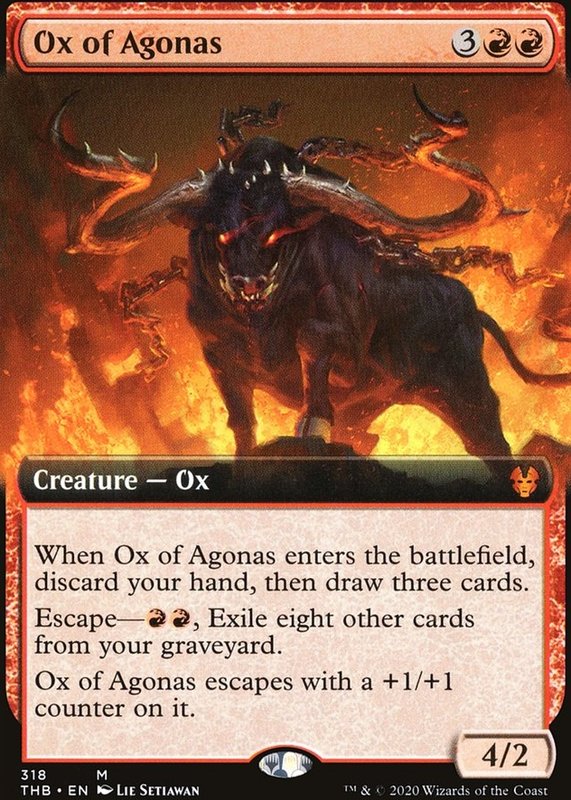 Ox of Agonas 3
Creature — Ox
When Ox of Agonas enters the battlefield,
discard your hand, then draw three cards.
Escape—, Exile eight other cards
from your graveyard.
Ox of Agonas escapes with a +1/+1
counter on it.
4/2
318 M
THB • EN Lie Setiawan
™ & © 2020 Wizards of the Coast